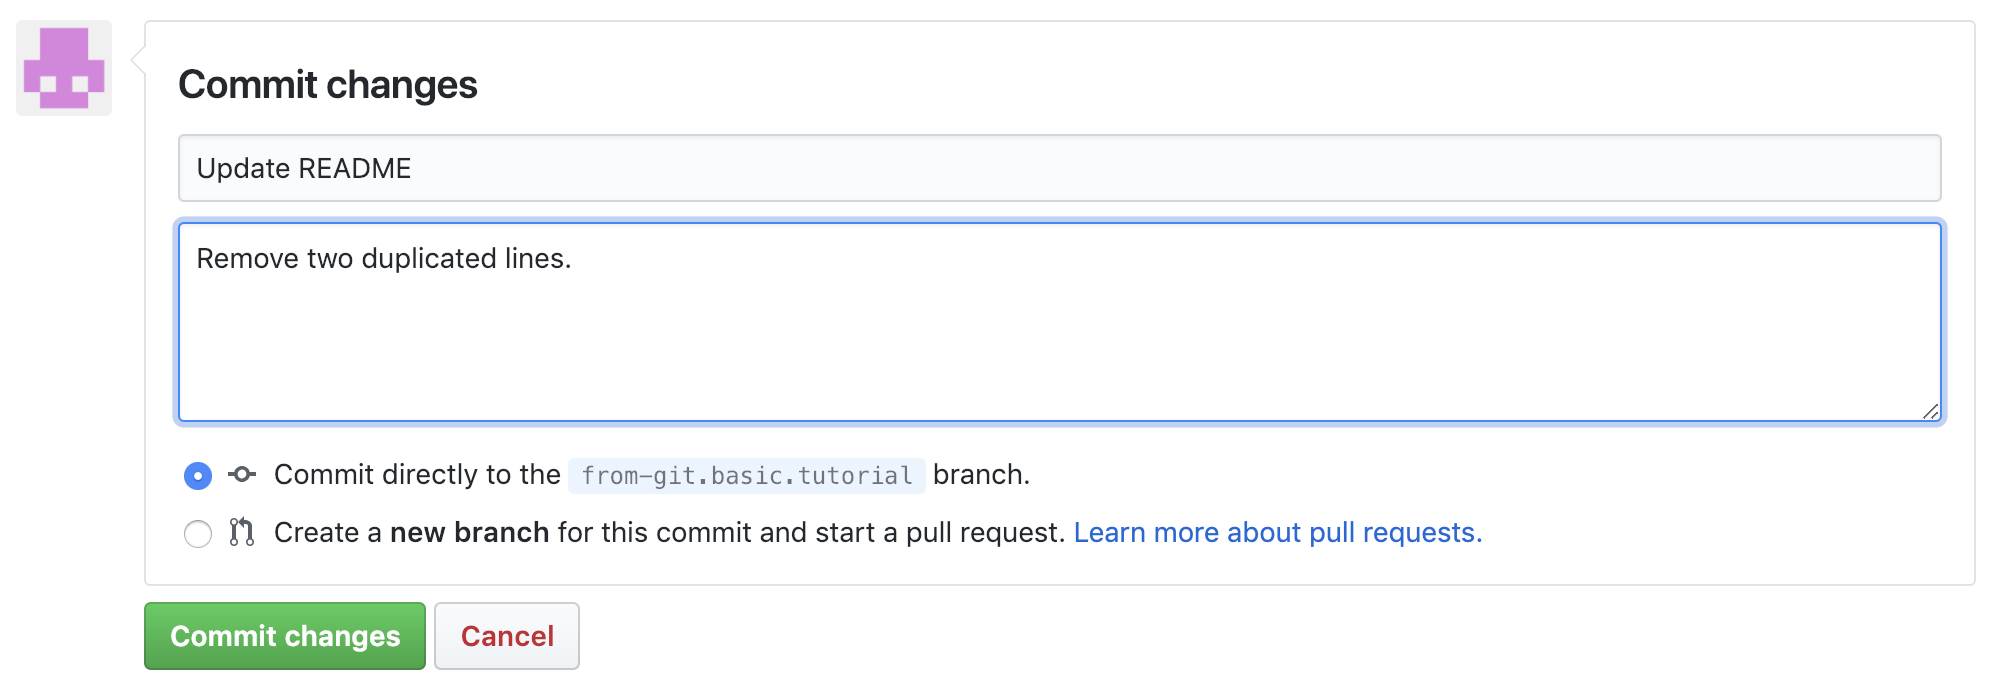 Commit changes
Update README
Remove two duplicated lines.
Commit directly to the from-git.basic.tutorial branch.
Create a new branch for this commit and start a pull request. Learn more about pull requests.
Commit changes Cancel